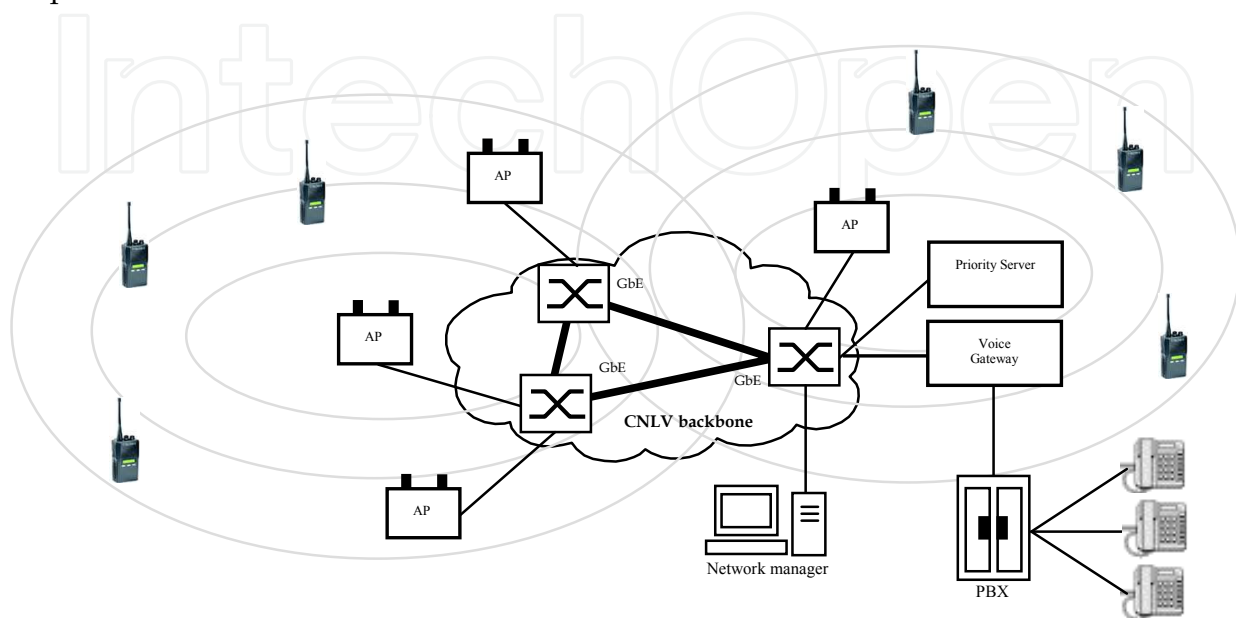 IntechOpen
AP
AP
Priority Server
GbE
Voice
Gateway
AP
GbE
GbE
CNLV backbone
AP
Network manager
PBX